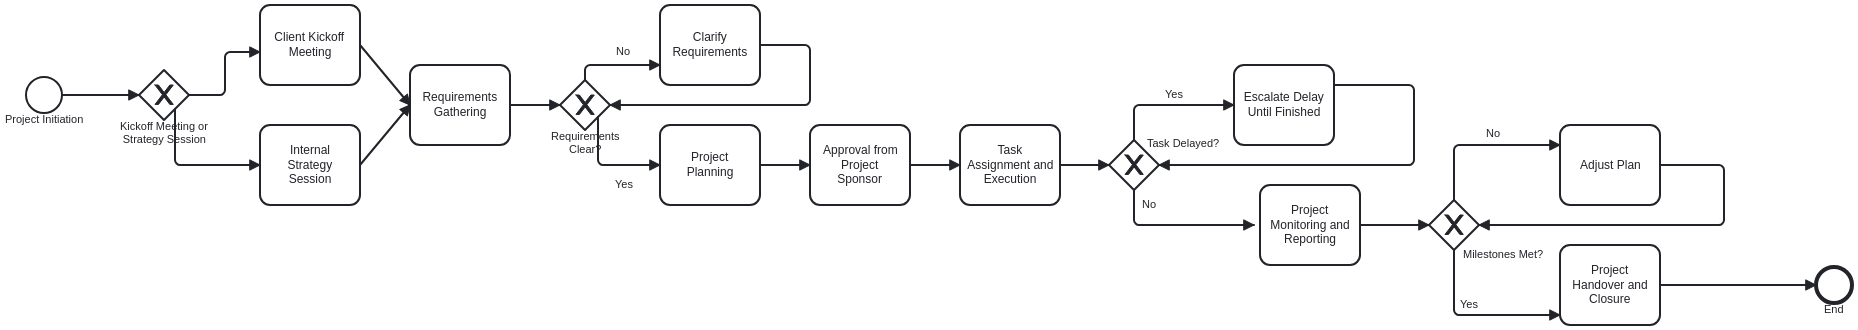 Project Initiation
Kickoff Meeting or
Strategy Session
Client Kickoff
Meeting
Internal
Strategy
Session
Requirements
Gathering
Requirements
Clear?
No
Clarify
Requirements
Yes
Project
Planning
Approval from
Project
Sponsor
Task
Assignment and
Execution
Task Delayed?
Yes
Escalate Delay
Until Finished
No
Project
Monitoring and
Reporting
Milestones Met?
No
Adjust Plan
Yes
Project
Handover and
Closure
End